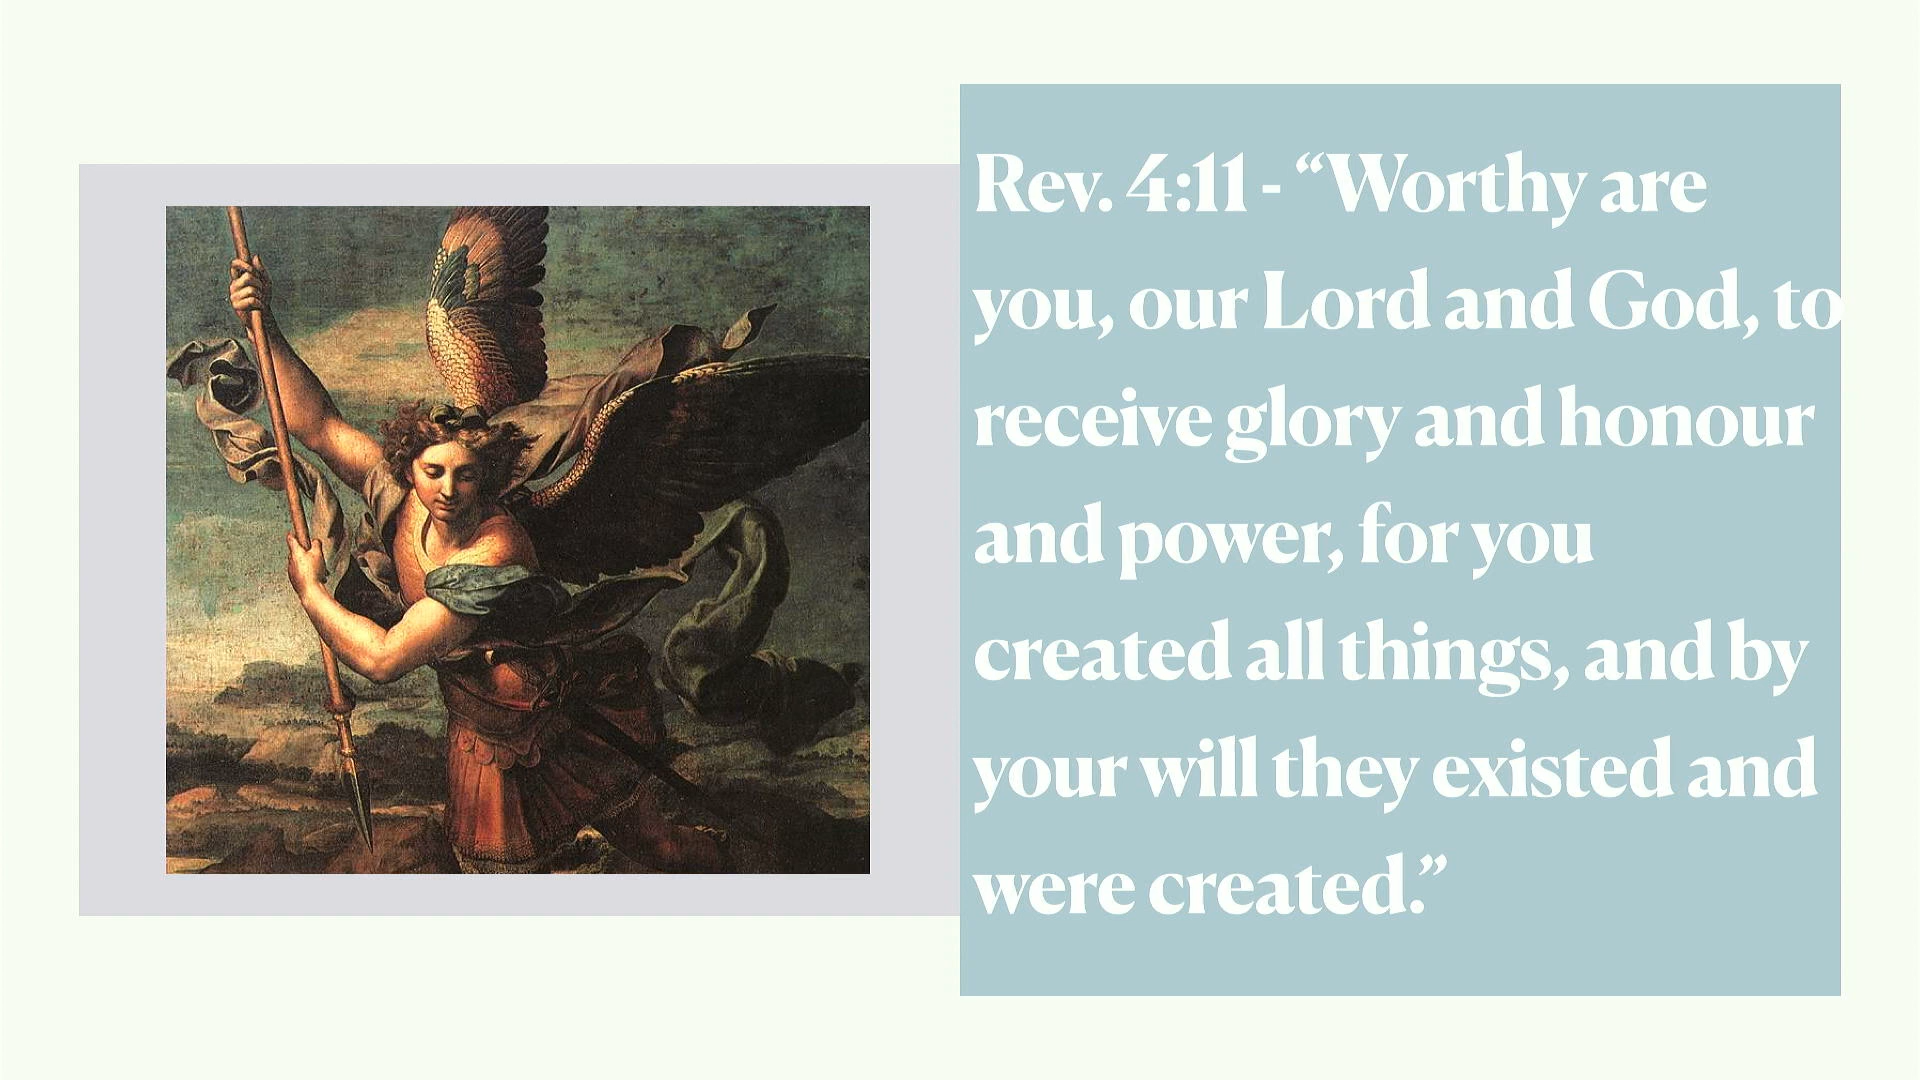 Rev. 4:11 - “Worthy are
you, our Lord and God, to
receive glory and honour
and power, for you
created all things, and by
your will they existed and
were created.”